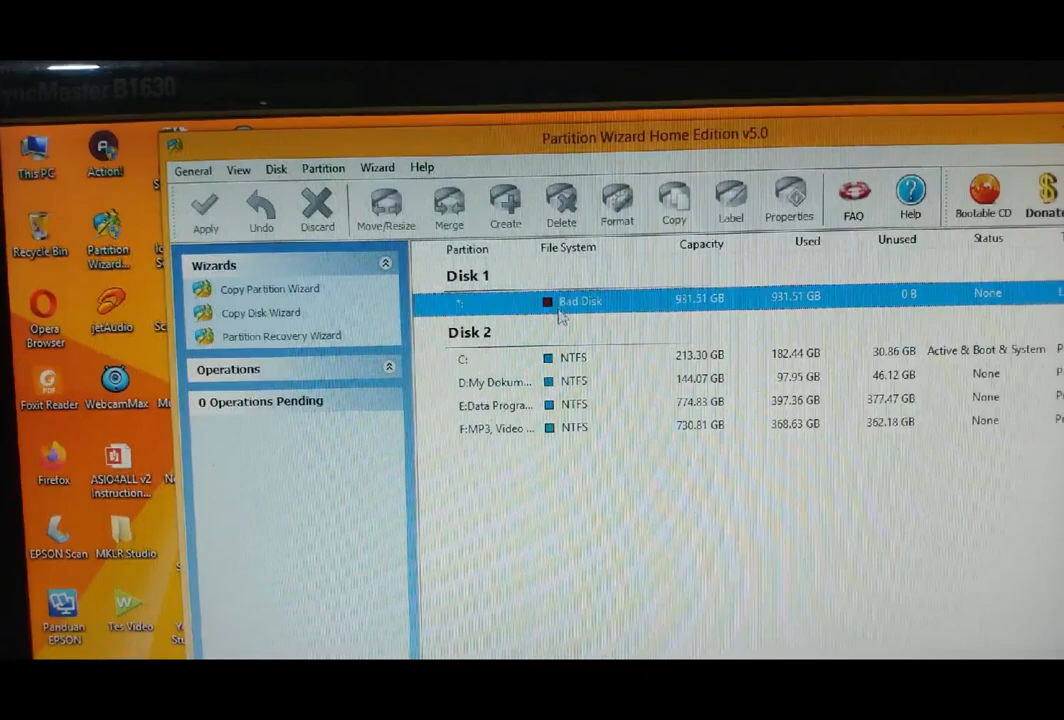 yncMaster B1630
Partition Wizard Home Edition v5.0
General View Disk Partition Wizard Help
Apply Undo Discard Move/Resize Merge Create Delete Format Copy Label Properties FAQ Help Bootable CD Donat
This PC
Action!
Recycle Bin
Partition
Wizard...
Opera
Browser
jetAudio
Foxit Reader
WebcamMax
Firefox
ASIO4ALL v2
Instruction...
EPSON Scan
MKLR Studio
Panduan
EPSON
Tes Video
Wizards
Copy Partition Wizard
Copy Disk Wizard
Partition Recovery Wizard
Operations
0 Operations Pending
Partition File System Capacity Used Unused Status
Disk 1
*: Bad Disk 931.51 GB 931.51 GB 0 B None
Disk 2
C: NTFS 213.30 GB 182.44 GB 30.86 GB Active & Boot & System
D:My Dokum... NTFS 144.07 GB 97.95 GB 46.12 GB None
E:Data Progra... NTFS 774.83 GB 397.36 GB 377.47 GB None
F:MP3, Video ... NTFS 730.81 GB 368.63 GB 362.18 GB None